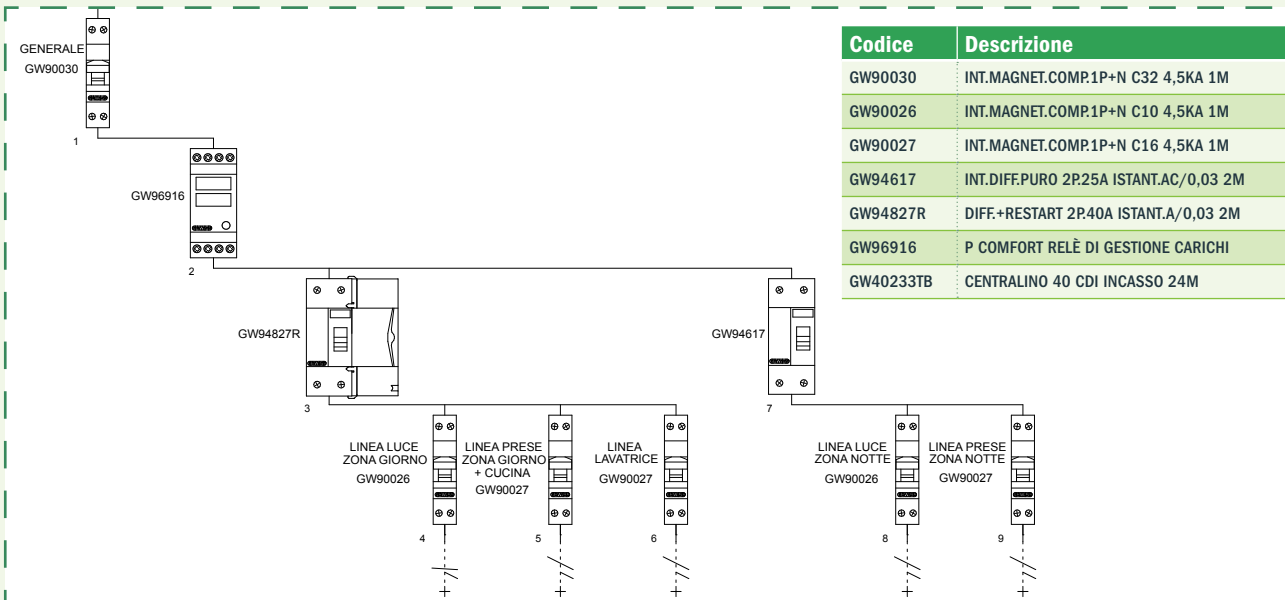 GENERALE
GW90030
1
GW96916
2
GW94827R
3
GW94617
7
LINEA LUCE
ZONA GIORNO
GW90026
4
LINEA PRESE
ZONA GIORNO
+ CUCINA
GW90027
5
LINEA
LAVATRICE
GW90027
6
LINEA LUCE
ZONA NOTTE
GW90026
8
LINEA PRESE
ZONA NOTTE
GW90027
9
Codice Descrizione
GW90030 INT.MAGNET.COMP.1P+N C32 4,5KA 1M
GW90026 INT.MAGNET.COMP.1P+N C10 4,5KA 1M
GW90027 INT.MAGNET.COMP.1P+N C16 4,5KA 1M
GW94617 INT.DIFF.PURO 2P.25A ISTANT.AC/0,03 2M
GW94827R DIFF.+RESTART 2P.40A ISTANT.A/0,03 2M
GW96916 P COMFORT RELÈ DI GESTIONE CARICHI
GW40233TB CENTRALINO 40 CDI INCASSO 24M